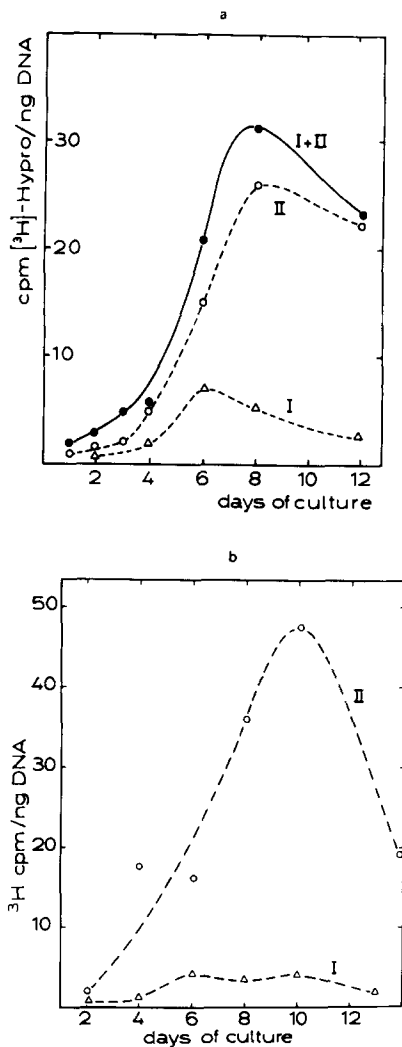 a
cpm [³H]-Hypro/ng DNA
30
20
10
I+II
II
I
2 4 6 8 10 12
days of culture
b
³H cpm/ng DNA
50
40
30
20
10
II
I
2 4 6 8 10 12
days of culture